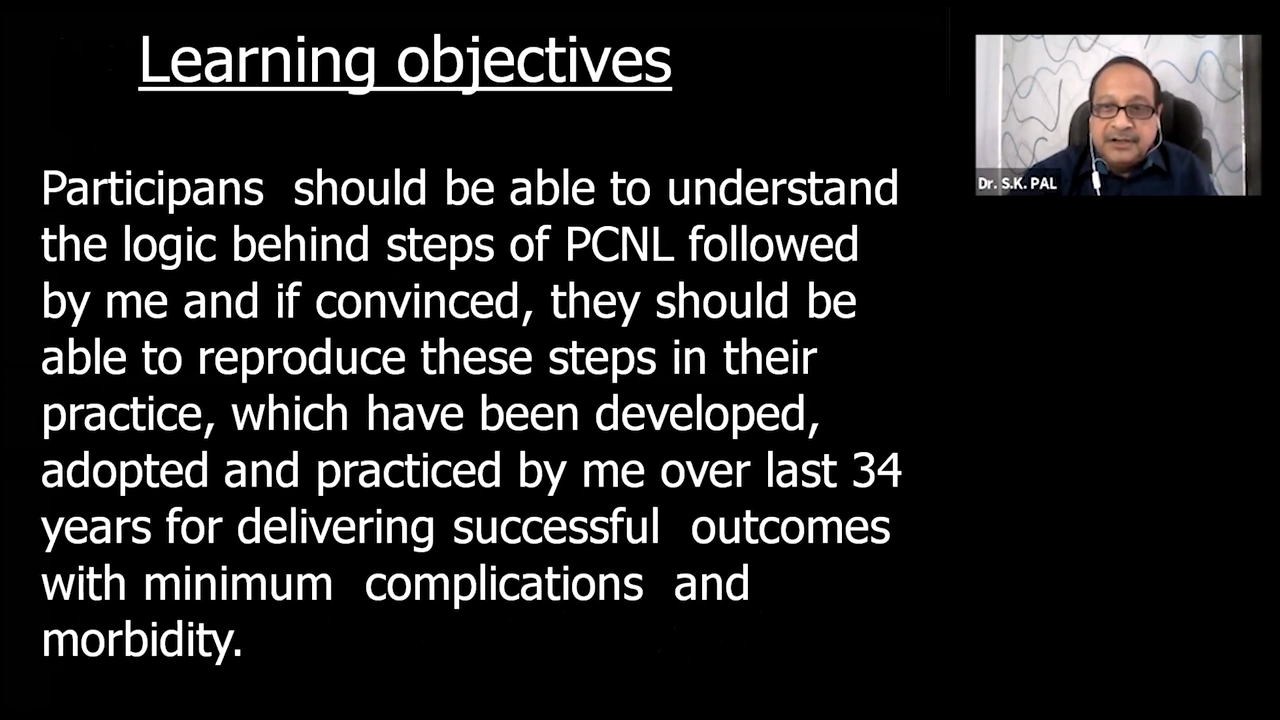 Learning objectives
Participans should be able to understand
the logic behind steps of PCNL followed
by me and if convinced, they should be
able to reproduce these steps in their
practice, which have been developed,
adopted and practiced by me over last 34
years for delivering successful outcomes
with minimum complications and
morbidity.
Dr. S.K. PAL